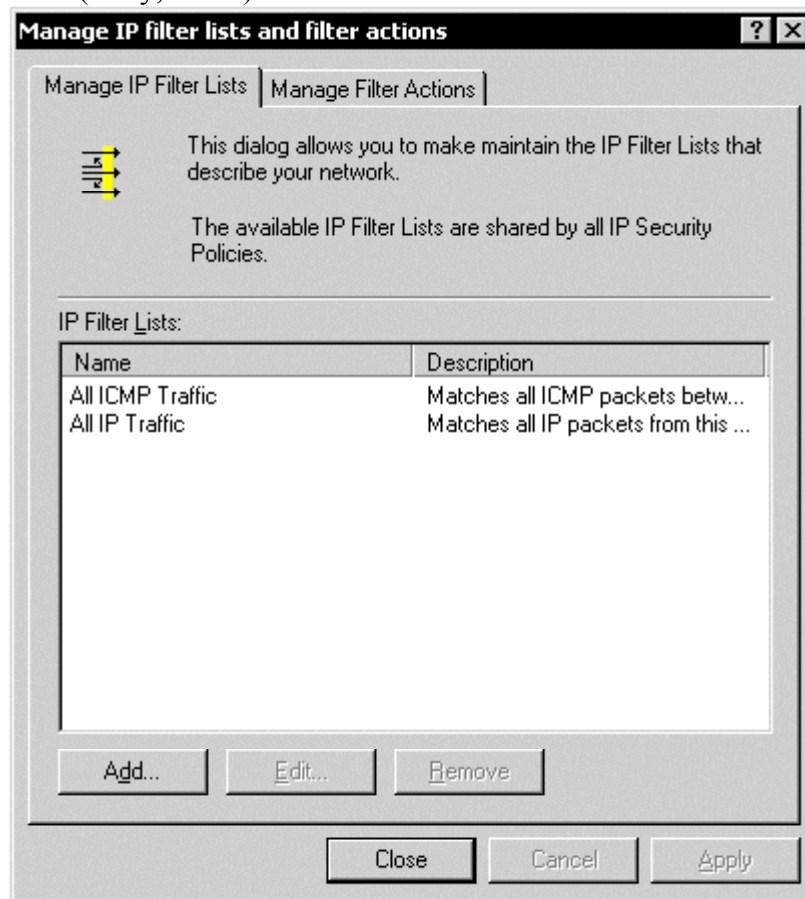 Manage IP filter lists and filter actions
Manage IP Filter Lists
Manage Filter Actions
This dialog allows you to make maintain the IP Filter Lists that
describe your network.
The available IP Filter Lists are shared by all IP Security
Policies.
IP Filter Lists:
Name Description
All ICMP Traffic Matches all ICMP packets betw...
All IP Traffic Matches all IP packets from this ...
Add... Edit... Remove
Close Cancel Apply